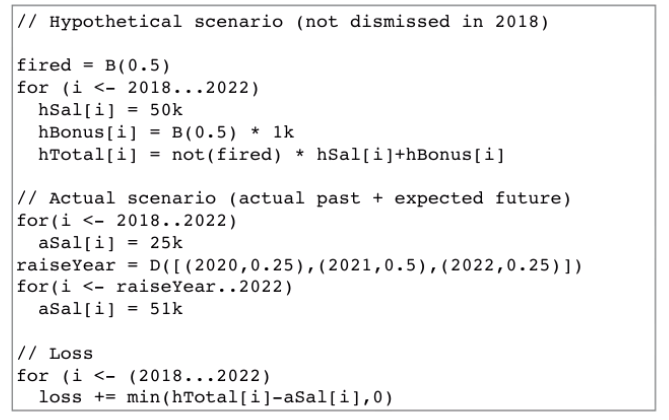 // Hypothetical scenario (not dismissed in 2018)
fired = B(0.5)
for (i <- 2018...2022)
hSal[i] = 50k
hBonus[i] = B(0.5) * 1k
hTotal[i] = not(fired) * hSal[i]+hBonus[i]
// Actual scenario (actual past + expected future)
for(i <- 2018..2022)
aSal[i] = 25k
raiseYear = D([(2020,0.25),(2021,0.5),(2022,0.25)])
for(i <- raiseYear..2022)
aSal[i] = 51k
// Loss
for (i <- (2018...2022)
loss += min(hTotal[i]-aSal[i],0)